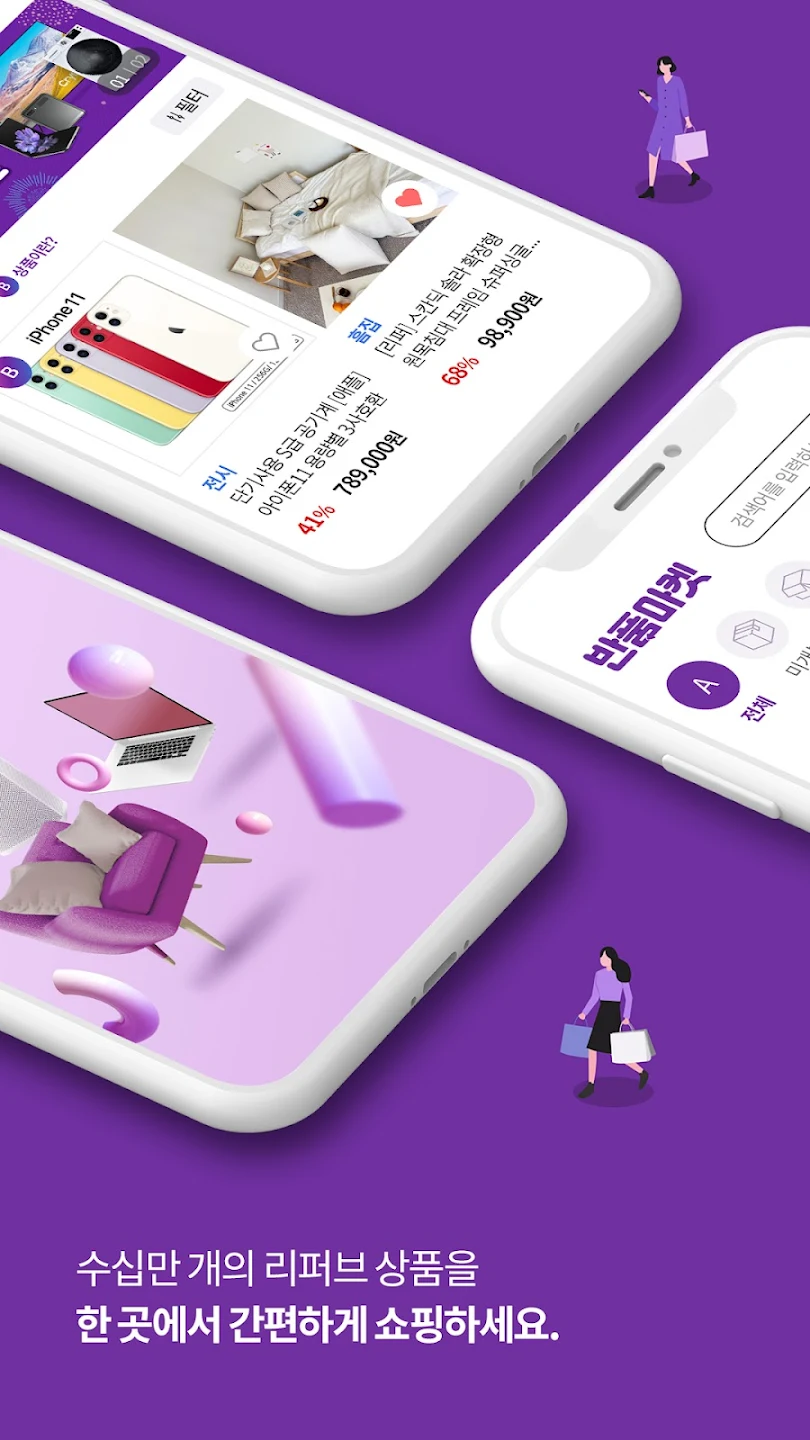 01 | 02
필터
B 상품이란?
B
iPhone11
iPhone 11/ 256G/
흠집
[리퍼] 스칸딕 솔라 확장형
원목침대 프레임 슈퍼싱글...
68% 98,900원
전시
단기사용 S급 공기계 [애플]
아이폰11 용량별 3사호환
41% 789,000원
검색어를 입력하
반품마켓
A
전체
미개
수십만 개의 리퍼브 상품을
한 곳에서 간편하게 쇼핑하세요.